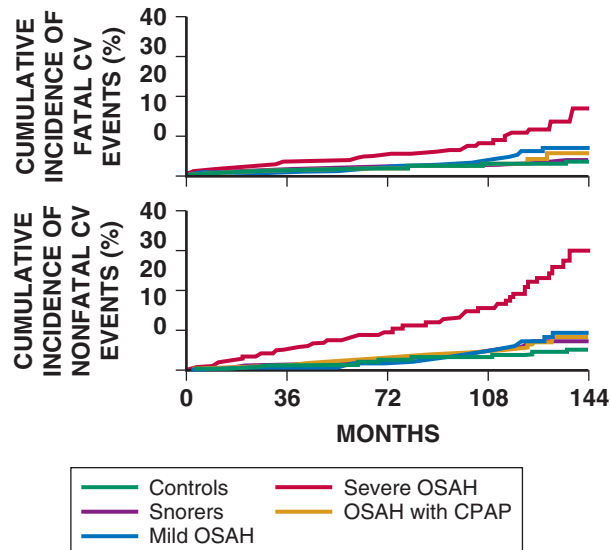 CUMULATIVE
INCIDENCE OF
FATAL CV
EVENTS (%)
40
30
20
10
0
CUMULATIVE
INCIDENCE OF
NONFATAL CV
EVENTS (%)
40
30
20
10
0
0 36 72 108 144
MONTHS
Controls
Snorers
Mild OSAH
Severe OSAH
OSAH with CPAP